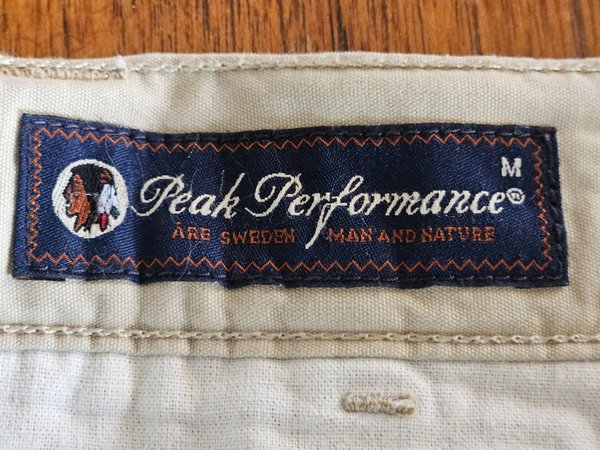 M
Peak Performance®
ÅRE SWEDEN MAN AND NATURE